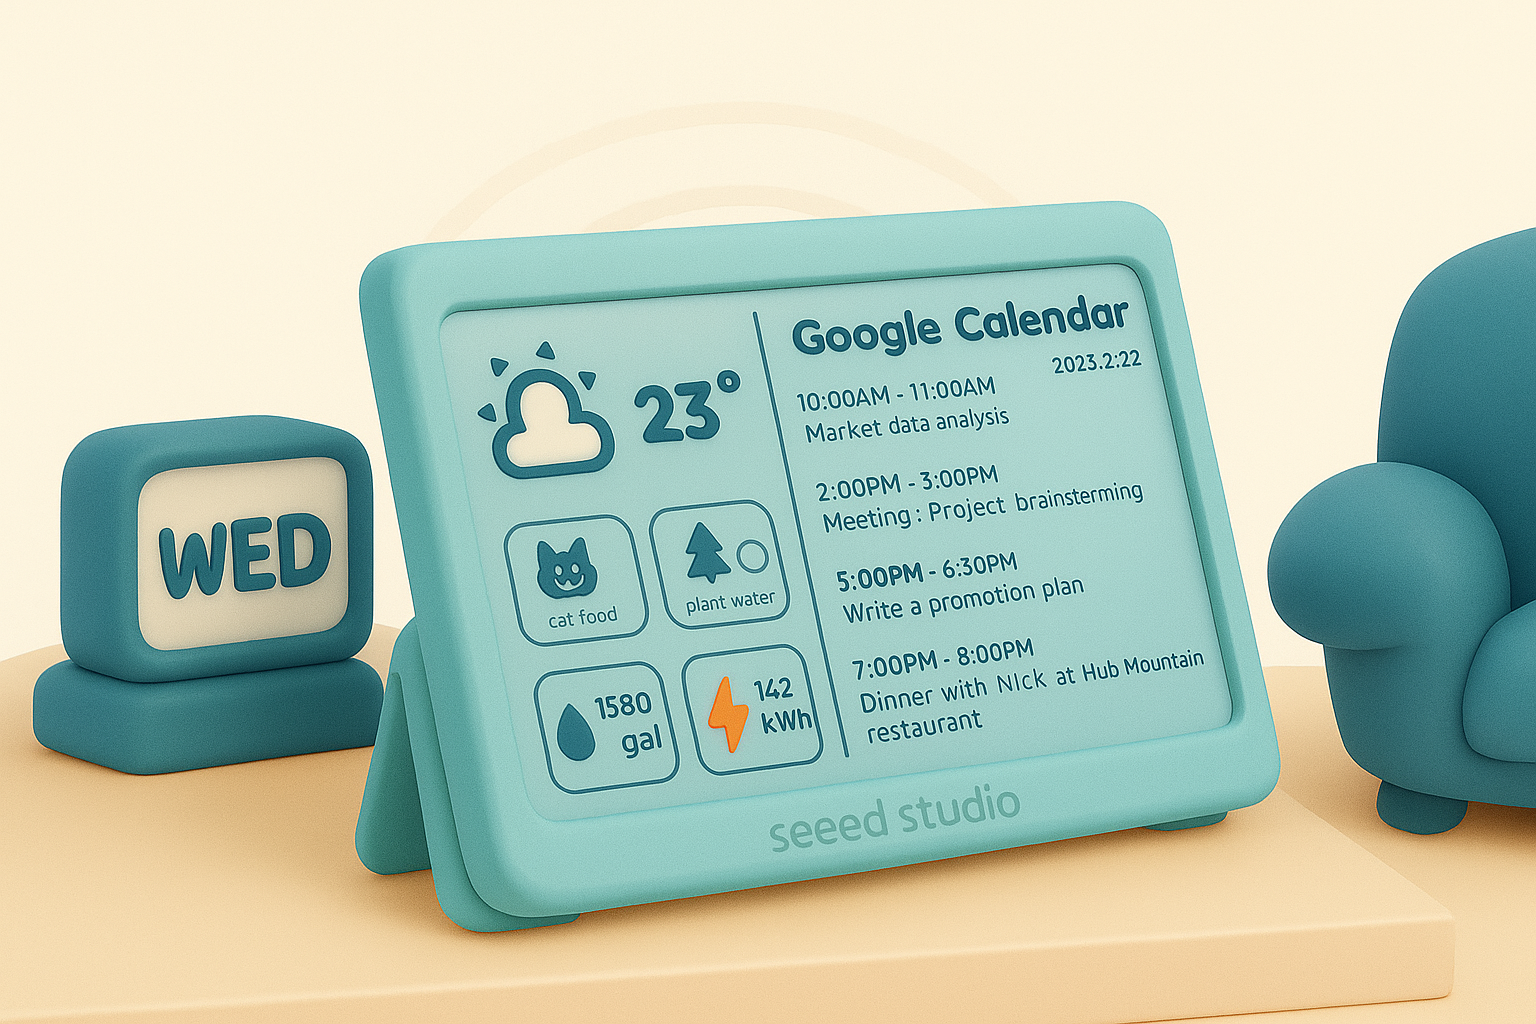 WED
23°
cat food
plant water
1580
gal
142
kWh
Google Calendar
2023.2:22
10:00AM - 11:00AM
Market data analysis
2:00PM - 3:00PM
Meeting : Project brainsterming
5:00PM - 6:30PM
Write a promotion plan
7:00PM - 8:00PM
Dinner with NIck at Hub Mountain
restaurant
seeed studio